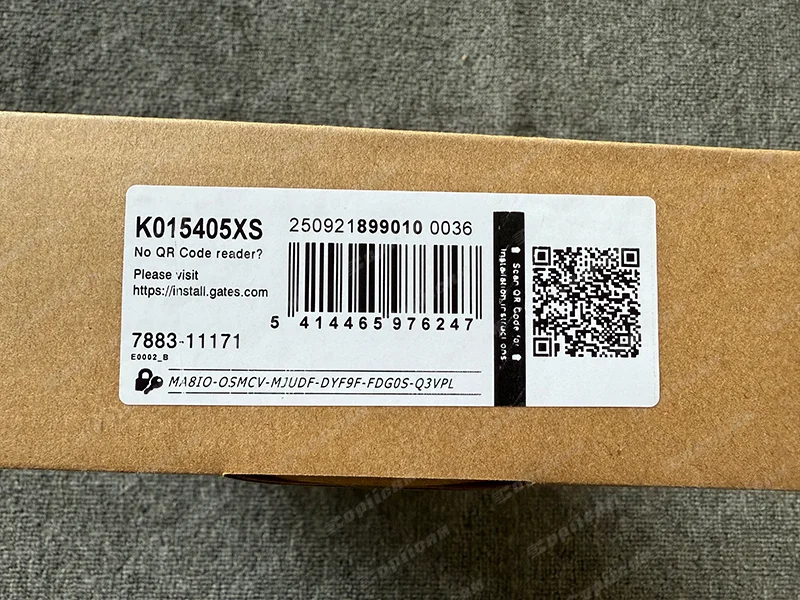 K015405XS
250921899010 0036
No QR Code reader?
Please visit
https://install.gates.com
5 414465 976247
7883-11171
E0002_B
MA8IO-OSMCV-MJUDF-DYF9F-FDG0S-Q3VPL
Scan QR Code for
installation instructions